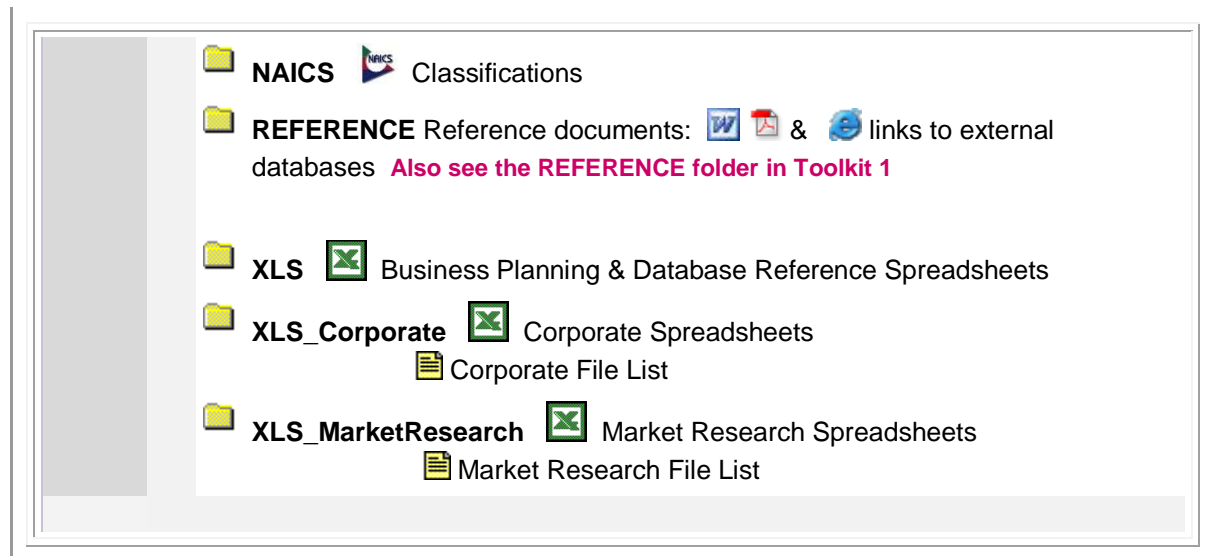 NAICS NAICS Classifications
REFERENCE Reference documents: W & links to external
databases Also see the REFERENCE folder in Toolkit 1
XLS Business Planning & Database Reference Spreadsheets
XLS_Corporate Corporate Spreadsheets
Corporate File List
XLS_MarketResearch Market Research Spreadsheets
Market Research File List